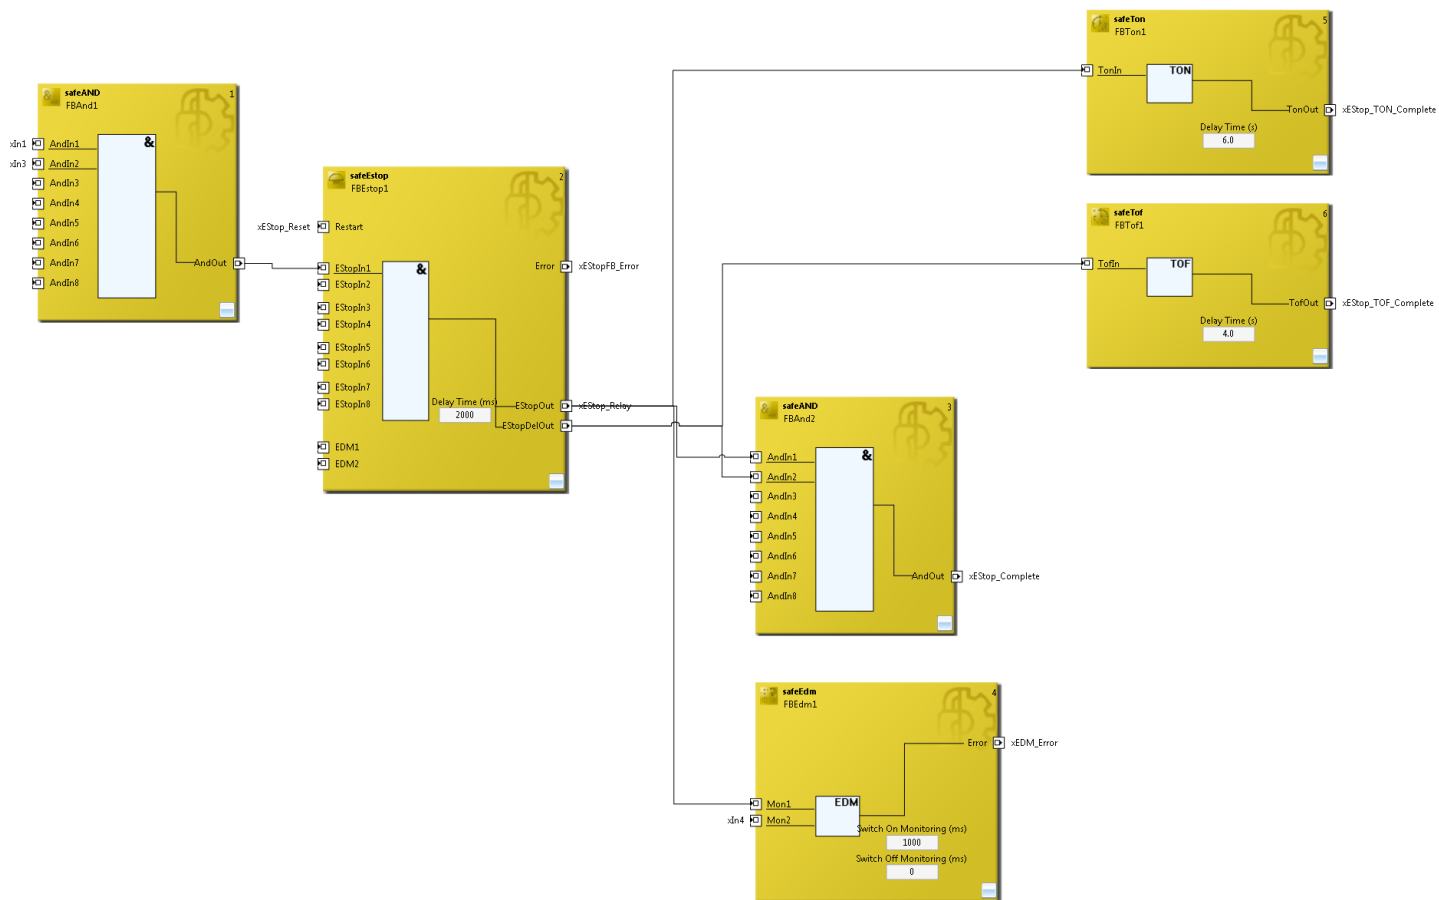 safeAND
FBAnd1
1
&
xIn1
AndIn1
xIn3
AndIn2
AndIn3
AndIn4
AndIn5
AndIn6
AndIn7
AndIn8
AndOut
safeEstop
FBEstop1
2
xEStop_Reset
Restart
&
EStopIn1
EStopIn2
EStopIn3
EStopIn4
EStopIn5
EStopIn6
EStopIn7
EStopIn8
EDM1
EDM2
Error
xEStopFB_Error
Delay Time (ms)
2000
EStopOut
xEStop_Relay
EStopDelOut
safeAND
FBAnd2
3
&
AndIn1
AndIn2
AndIn3
AndIn4
AndIn5
AndIn6
AndIn7
AndIn8
AndOut
xEStop_Complete
safeEdm
FBEdm1
4
Error
xEDM_Error
Mon1
xIn4
Mon2
EDM
Switch On Monitoring (ms)
1000
Switch Off Monitoring (ms)
0
safeTon
FBTon1
5
TonIn
TON
TonOut
xEStop_TON_Complete
Delay Time (s)
6.0
safeTof
FBTof1
6
TofIn
TOF
TofOut
xEStop_TOF_Complete
Delay Time (s)
4.0